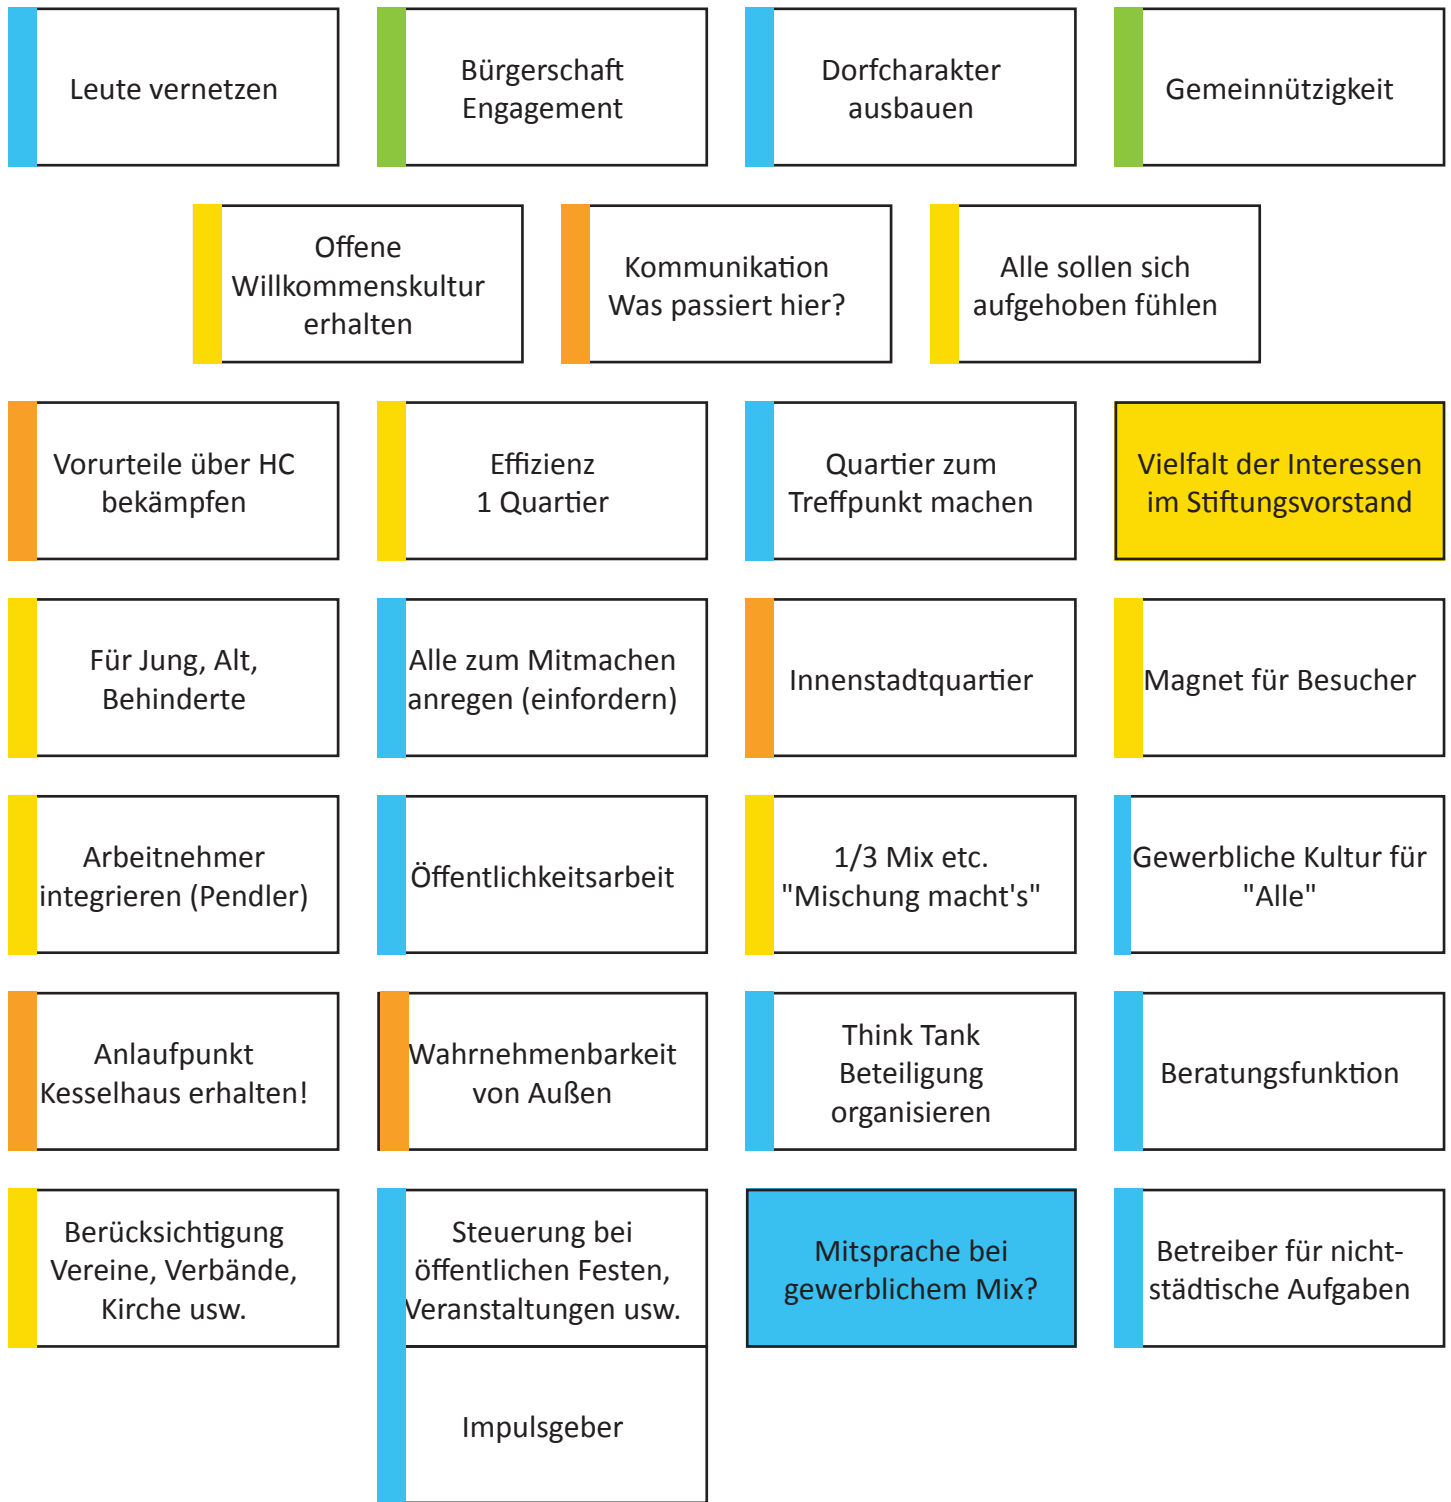 Leute vernetzen
Bürgerschaft
Engagement
Dorfcharakter
ausbauen
Gemeinnützigkeit
Offene
Willkommenskultur
erhalten
Kommunikation
Was passiert hier?
Alle sollen sich
aufgehoben fühlen
Vorurteile über HC
bekämpfen
Effizienz
1 Quartier
Quartier zum
Treffpunkt machen
Vielfalt der Interessen
im Stiftungsvorstand
Für Jung, Alt,
Behinderte
Alle zum Mitmachen
anregen (einfordern)
Innenstadtquartier
Magnet für Besucher
Arbeitnehmer
integrieren (Pendler)
Öffentlichkeitsarbeit
1/3 Mix etc.
"Mischung macht's"
Gewerbliche Kultur für
"Alle"
Anlaufpunkt
Kesselhaus erhalten!
Wahrnehmenbarkeit
von Außen
Think Tank
Beteiligung
organisieren
Beratungsfunktion
Berücksichtigung
Vereine, Verbände,
Kirche usw.
Steuerung bei
öffentlichen Festen,
Veranstaltungen usw.
Mitsprache bei
gewerblichem Mix?
Betreiber für nicht-
städtische Aufgaben
Impulsgeber